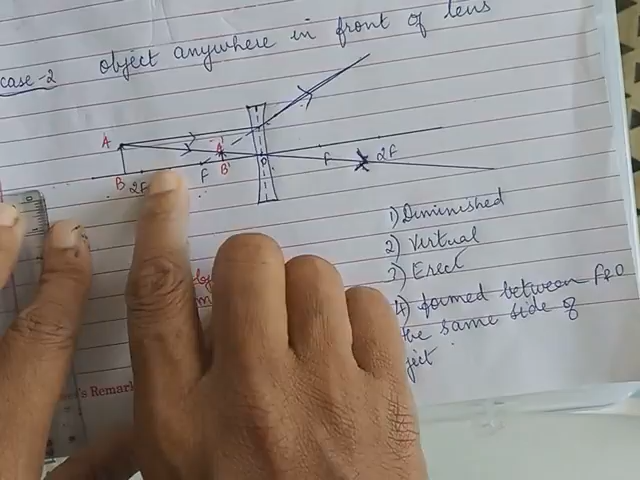 case-2 object anywhere in front of lens
A
A'
B
2F
F
B'
F
2F
1) Diminished
2) Virtual
3) Erect
4) formed between F & O
the same side of
ject.
's Remark